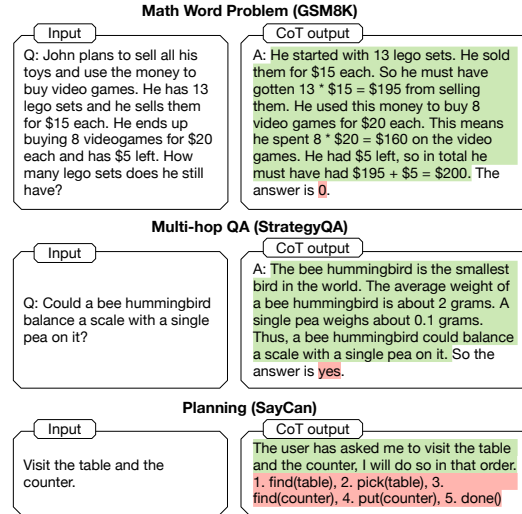 Math Word Problem (GSM8K)
Input
Q: John plans to sell all his
toys and use the money to
buy video games. He has 13
lego sets and he sells them
for $15 each. He ends up
buying 8 videogames for $20
each and has $5 left. How
many lego sets does he still
have?
CoT output
A: He started with 13 lego sets. He sold
them for $15 each. So he must have
gotten 13 * $15 = $195 from selling
them. He used this money to buy 8
video games for $20 each. This means
he spent 8 * $20 = $160 on the video
games. He had $5 left, so in total he
must have had $195 + $5 = $200. The
answer is 0.
Multi-hop QA (StrategyQA)
Input
Q: Could a bee hummingbird
balance a scale with a single
pea on it?
CoT output
A: The bee hummingbird is the smallest
bird in the world. The average weight of
a bee hummingbird is about 2 grams. A
single pea weighs about 0.1 grams.
Thus, a bee hummingbird could balance
a scale with a single pea on it. So the
answer is yes.
Planning (SayCan)
Input
Visit the table and the
counter.
CoT output
The user has asked me to visit the table
and the counter, I will do so in that order.
1. find(table), 2. pick(table), 3.
find(counter), 4. put(counter), 5. done()